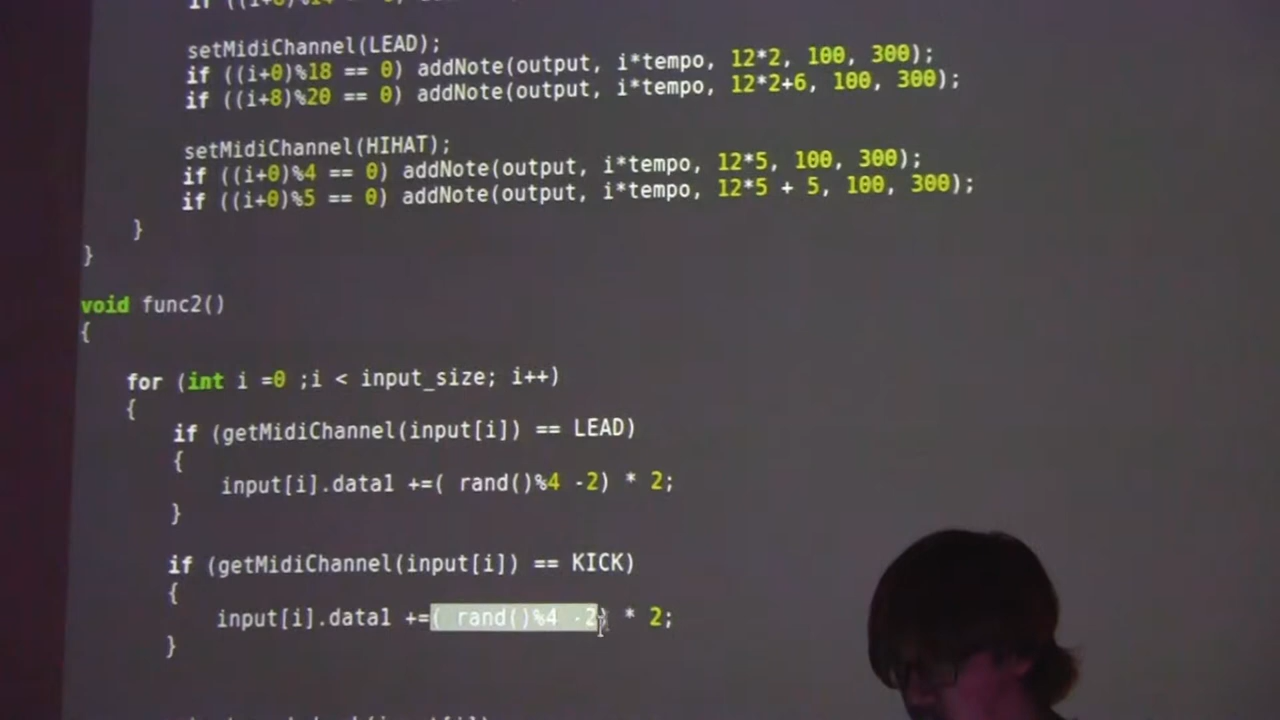 setMidiChannel(LEAD);
if ((i+0)%18 == 0) addNote(output, i*tempo, 12*2, 100, 300);
if ((i+8)%20 == 0) addNote(output, i*tempo, 12*2+6, 100, 300);
setMidiChannel(HIHAT);
if ((i+0)%4 == 0) addNote(output, i*tempo, 12*5, 100, 300);
if ((i+0)%5 == 0) addNote(output, i*tempo, 12*5 + 5, 100, 300);
}
}
void func2()
{
for (int i =0 ;i < input_size; i++)
{
if (getMidiChannel(input[i]) == LEAD)
{
input[i].data1 +=( rand()%4 -2) * 2;
}
if (getMidiChannel(input[i]) == KICK)
{
input[i].data1 +=( rand()%4 -2) * 2;
}